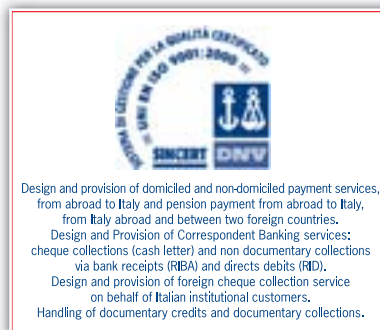 SISTEMA DI GESTIONE PER LA QUALITÀ CERTIFICATO
= UNI EN ISO 9001:2000 =
SINCERT DNV
Design and provision of domiciled and non-domiciled payment services,
from abroad to Italy and pension payment from abroad to Italy,
from Italy abroad and between two foreign countries.
Design and Provision of Correspondent Banking services:
cheque collections (cash letter) and non documentary collections
via bank receipts (RIBA) and directs debits (RID).
Design and provision of foreign cheque collection service
on behalf of Italian institutional customers.
Handling of documentary credits and documentary collections.